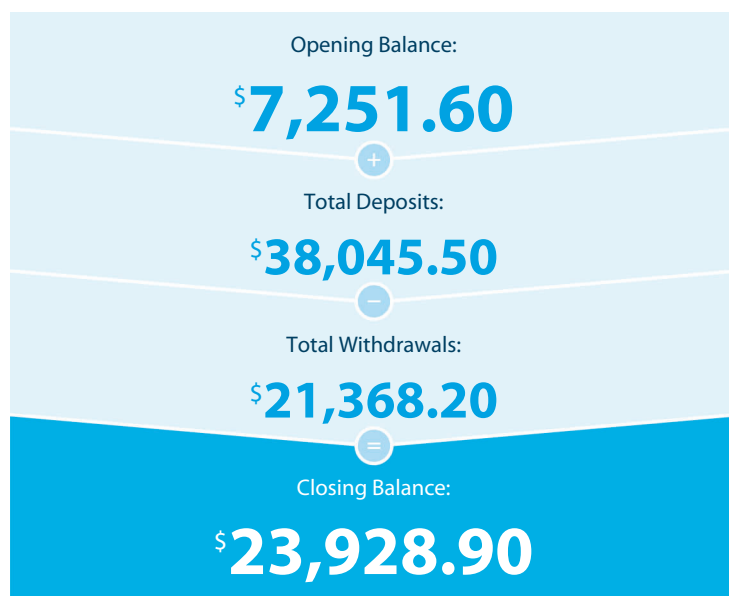 Opening Balance:
$7,251.60
+
Total Deposits:
$38,045.50
–
Total Withdrawals:
$21,368.20
=
Closing Balance:
$23,928.90